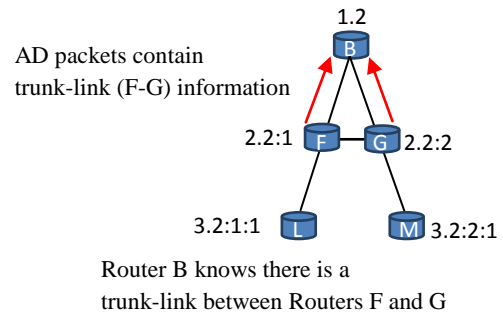 1.2
B
AD packets contain
trunk-link (F-G) information
2.2:1
F
G
2.2:2
3.2:1:1
L
M
3.2:2:1
Router B knows there is a
trunk-link between Routers F and G